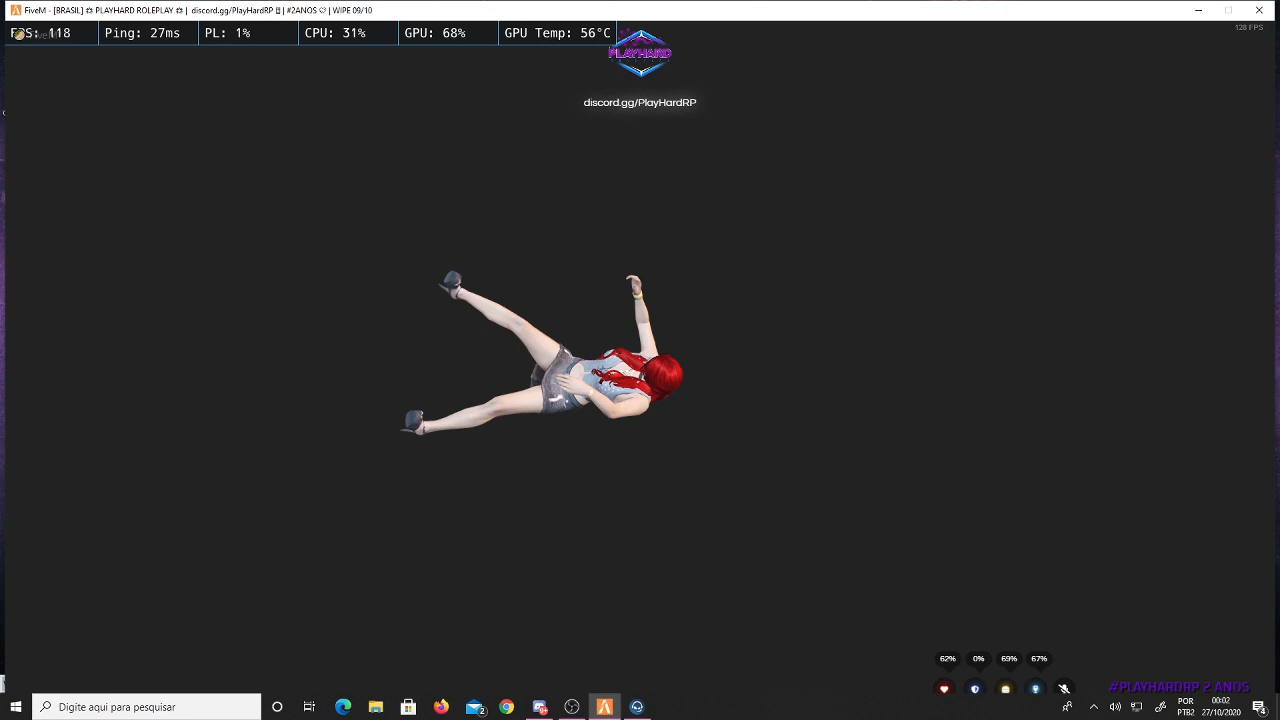 FiveM - [BRASIL] PLAYHARD ROLEPLAY | discord.gg/PlayHardRP | #2ANOS | WIPE 09/10
FPS: 118 Ping: 27ms PL: 1% CPU: 31% GPU: 68% GPU Temp: 56°C
128 FPS
PLAYHARD
discord.gg/PlayHardRP
62% 0% 69% 67%
#PLAYHARDRP 2 ANOS
Digite aqui para pesquisar
2
POR
PTB2
00:02
27/10/2020
4